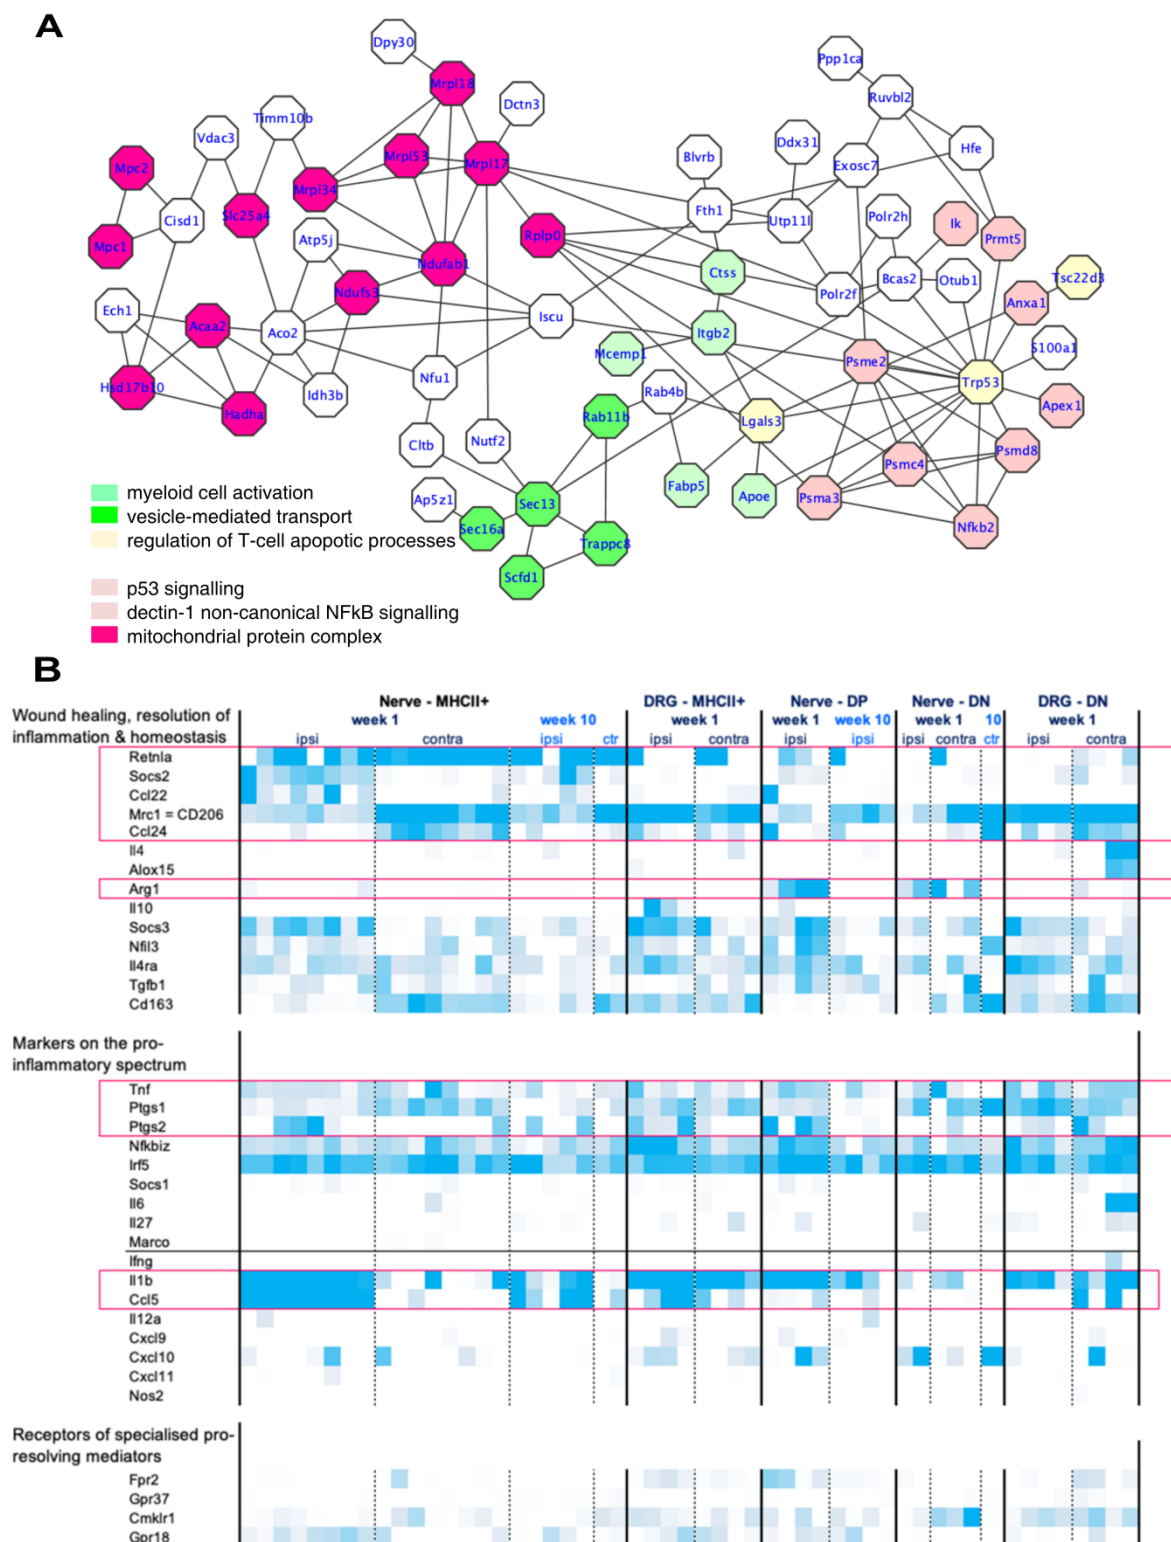 A
Dpy30
Ppp1ca
Mrpl18
Ruvbl2
Dctn3
Timm10b
Vdac3
Ddx31
Hfe
Blvrb
Mrpl53
Mrpl17
Exosc7
Mpc2
Mrpl34
Slc25a4
Cisd1
Fth1
Utp11l
Polr2h
Ik
Mpc1
Atp5j
Rplp0
Prmt5
Ndufab1
Ctss
Bcas2
Otub1
Tsc22d3
Ndufs3
Polr2f
Anxa1
Ech1
Acaa2
Aco2
Iscu
Itgb2
Mcemp1
S100a1
Psme2
Hsd17b10
Idh3b
Nfu1
Rab4b
Trp53
Hadha
Rab11b
Lgals3
Apex1
Cltb
Nutf2
Psmd8
Psmc4
Fabp5
Apoe
Psma3
myeloid cell activation
Ap5z1
Sec13
vesicle-mediated transport
Sec16a
Nfkb2
regulation of T-cell apopotic processes
Trappc8
Scfd1
p53 signalling
dectin-1 non-canonical NFkB signalling
mitochondrial protein complex
B
Nerve - MHCII+ DRG - MHCII+ Nerve - DP Nerve - DN DRG - DN
Wound healing, resolution of
week 1 week 10 week 1 week 1 week 10 week 1 10 week 1
inflammation & homeostasis
ipsi contra ipsi ctr ipsi contra ipsi ipsi ipsi contra ctr ipsi contra
Retnla
Socs2
Ccl22
Mrc1 = CD206
Ccl24
Il4
Alox15
Arg1
Il10
Socs3
Nfil3
Il4ra
Tgfb1
Cd163
Markers on the pro-
inflammatory spectrum
Tnf
Ptgs1
Ptgs2
Nfkbiz
Irf5
Socs1
Il6
Il27
Marco
Ifng
Il1b
Ccl5
Il12a
Cxcl9
Cxcl10
Cxcl11
Nos2
Receptors of specialised pro-
resolving mediators
Fpr2
Gpr37
Cmklr1
Gpr18